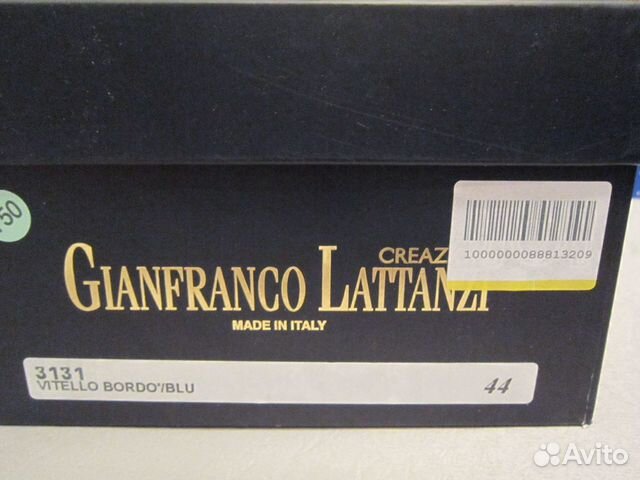 50
CREAZ
1000000088813209
GIANFRANCO LATTANZI
MADE IN ITALY
3131
VITELLO BORDO'/BLU
44
Avito